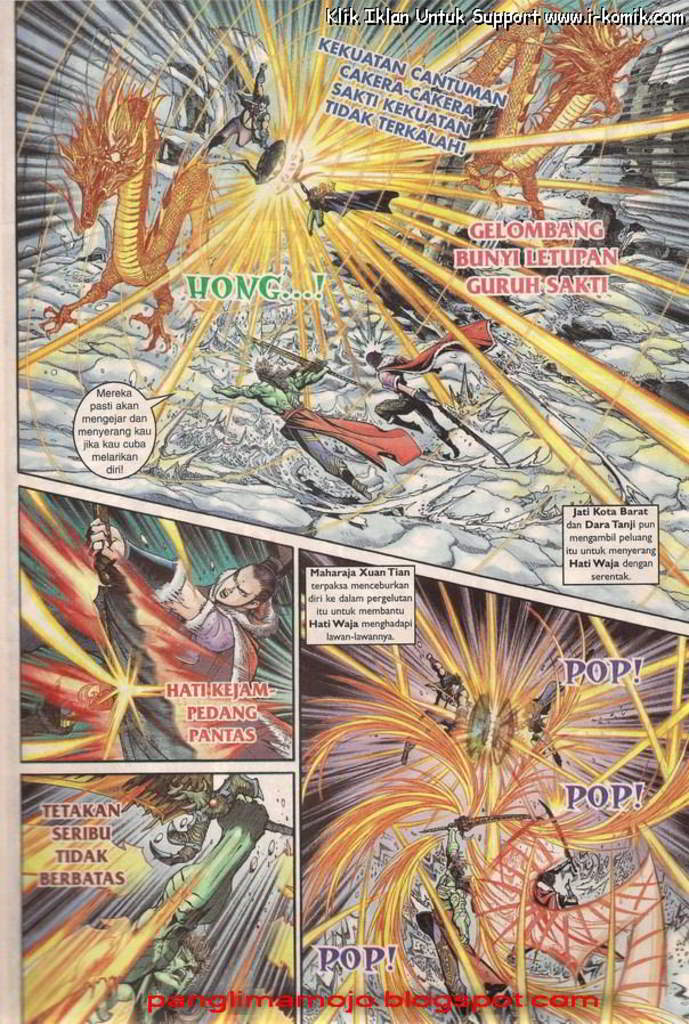 Klik Iklan Untuk Support www.i-komik.com
KEKUATAN CANTUMAN
CAKERA-CAKERA
SAKTI KEKUATAN
TIDAK TERKALAH!
GELOMBANG
BUNYI LETUPAN
GURUH SAKTI
HONG...!
Mereka
pasti akan
mengejar dan
menyerang kau
jika kau cuba
melarikan
diri!
Jati Kota Barat
dan Dara Tanji pun
mengambil peluang
itu untuk menyerang
Hati Waja dengan
serentak.
HATI KEJAM-
PEDANG
PANTAS
Maharaja Xuan Tian
terpaksa menceburkan
diri ke dalam pergelutan
itu untuk membantu
Hati Waja menghadapi
lawan-lawannya.
POP!
POP!
POP!
TETAKAN
SERIBU
TIDAK
BERBATAS
panglimamojo.blogspot.com